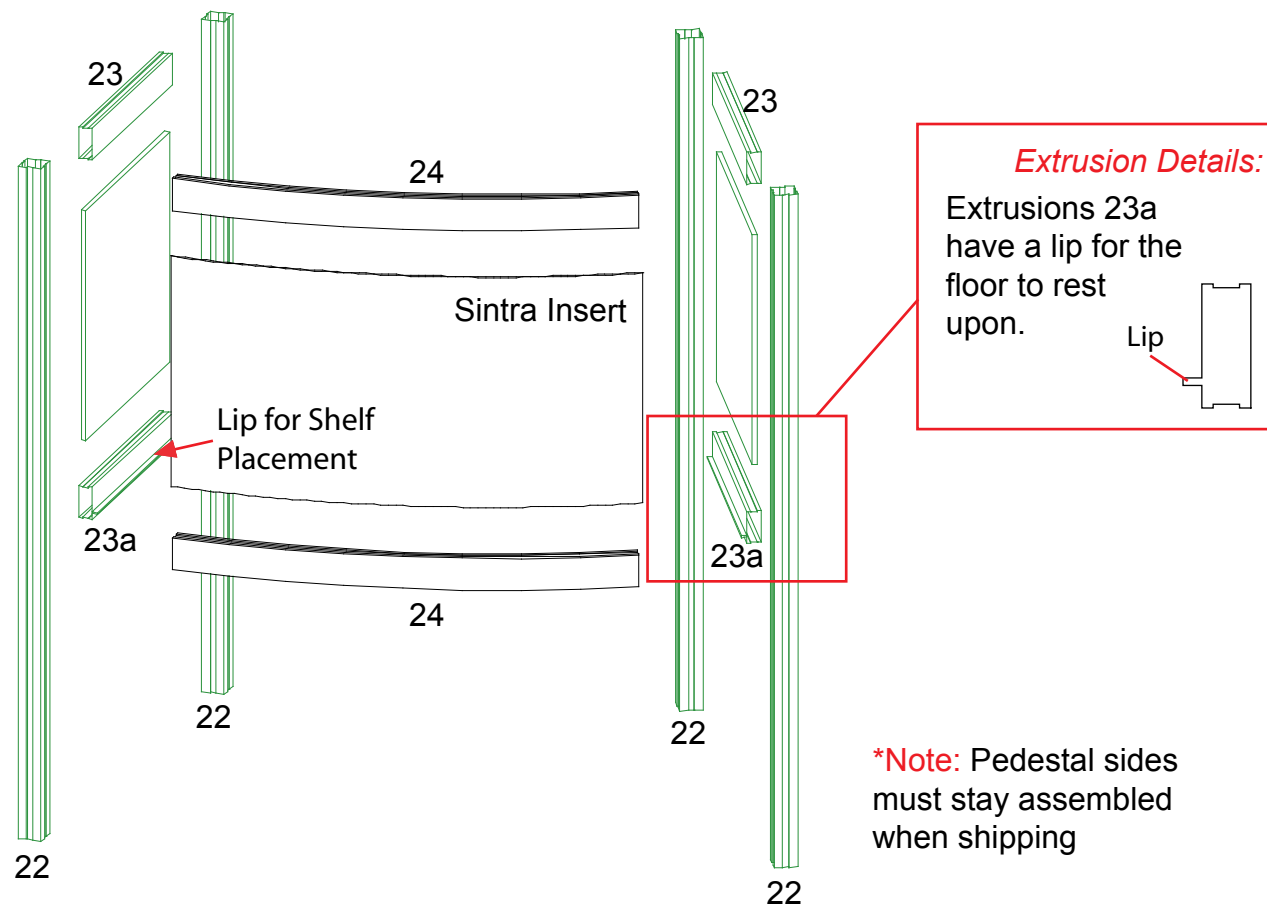 23
23
24
Extrusion Details:
Extrusions 23a
have a lip for the
floor to rest
upon.
Lip
Sintra Insert
Lip for Shelf
Placement
23a
23a
24
22
22
*Note: Pedestal sides
must stay assembled
when shipping
22
22